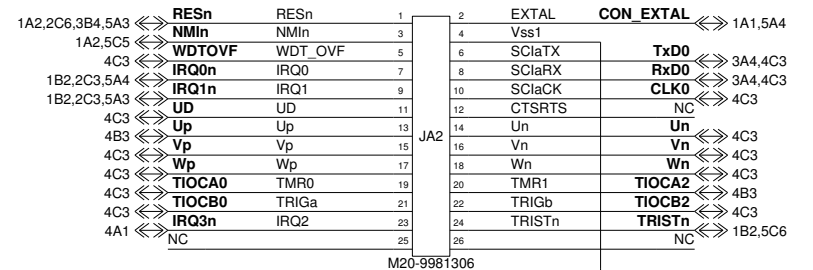 RESn RESn 1 2 EXTAL CON_EXTAL
1A2,2C6,3B4,5A3 1A1,5A4
NMIn NMIn 3 4 Vss1
1A2,5C5
WDTOVF WDT_OVF 5 6 SCIaTX TxD0
4C3 3A4,4C3
IRQ0n IRQ0 7 8 SCIaRX RxD0
1B2,2C3,5A4 3A4,4C3
IRQ1n IRQ1 9 10 SCIaCK CLK0
1B2,2C3,5A3 4C3
UD UD 11 12 CTSRTS NC
4C3
Up Up 13 JA2 14 Un Un
4B3 4C3
Vp Vp 15 16 Vn Vn
4C3 4C3
Wp Wp 17 18 Wn Wn
4C3 4C3
TIOCA0 TMR0 19 20 TMR1 TIOCA2
4C3 4B3
TIOCB0 TRIGa 21 22 TRIGb TIOCB2
4C3 4C3
IRQ3n IRQ2 23 24 TRISTn TRISTn
4A1 1B2,5C6
NC 25 26 NC
M20-9981306